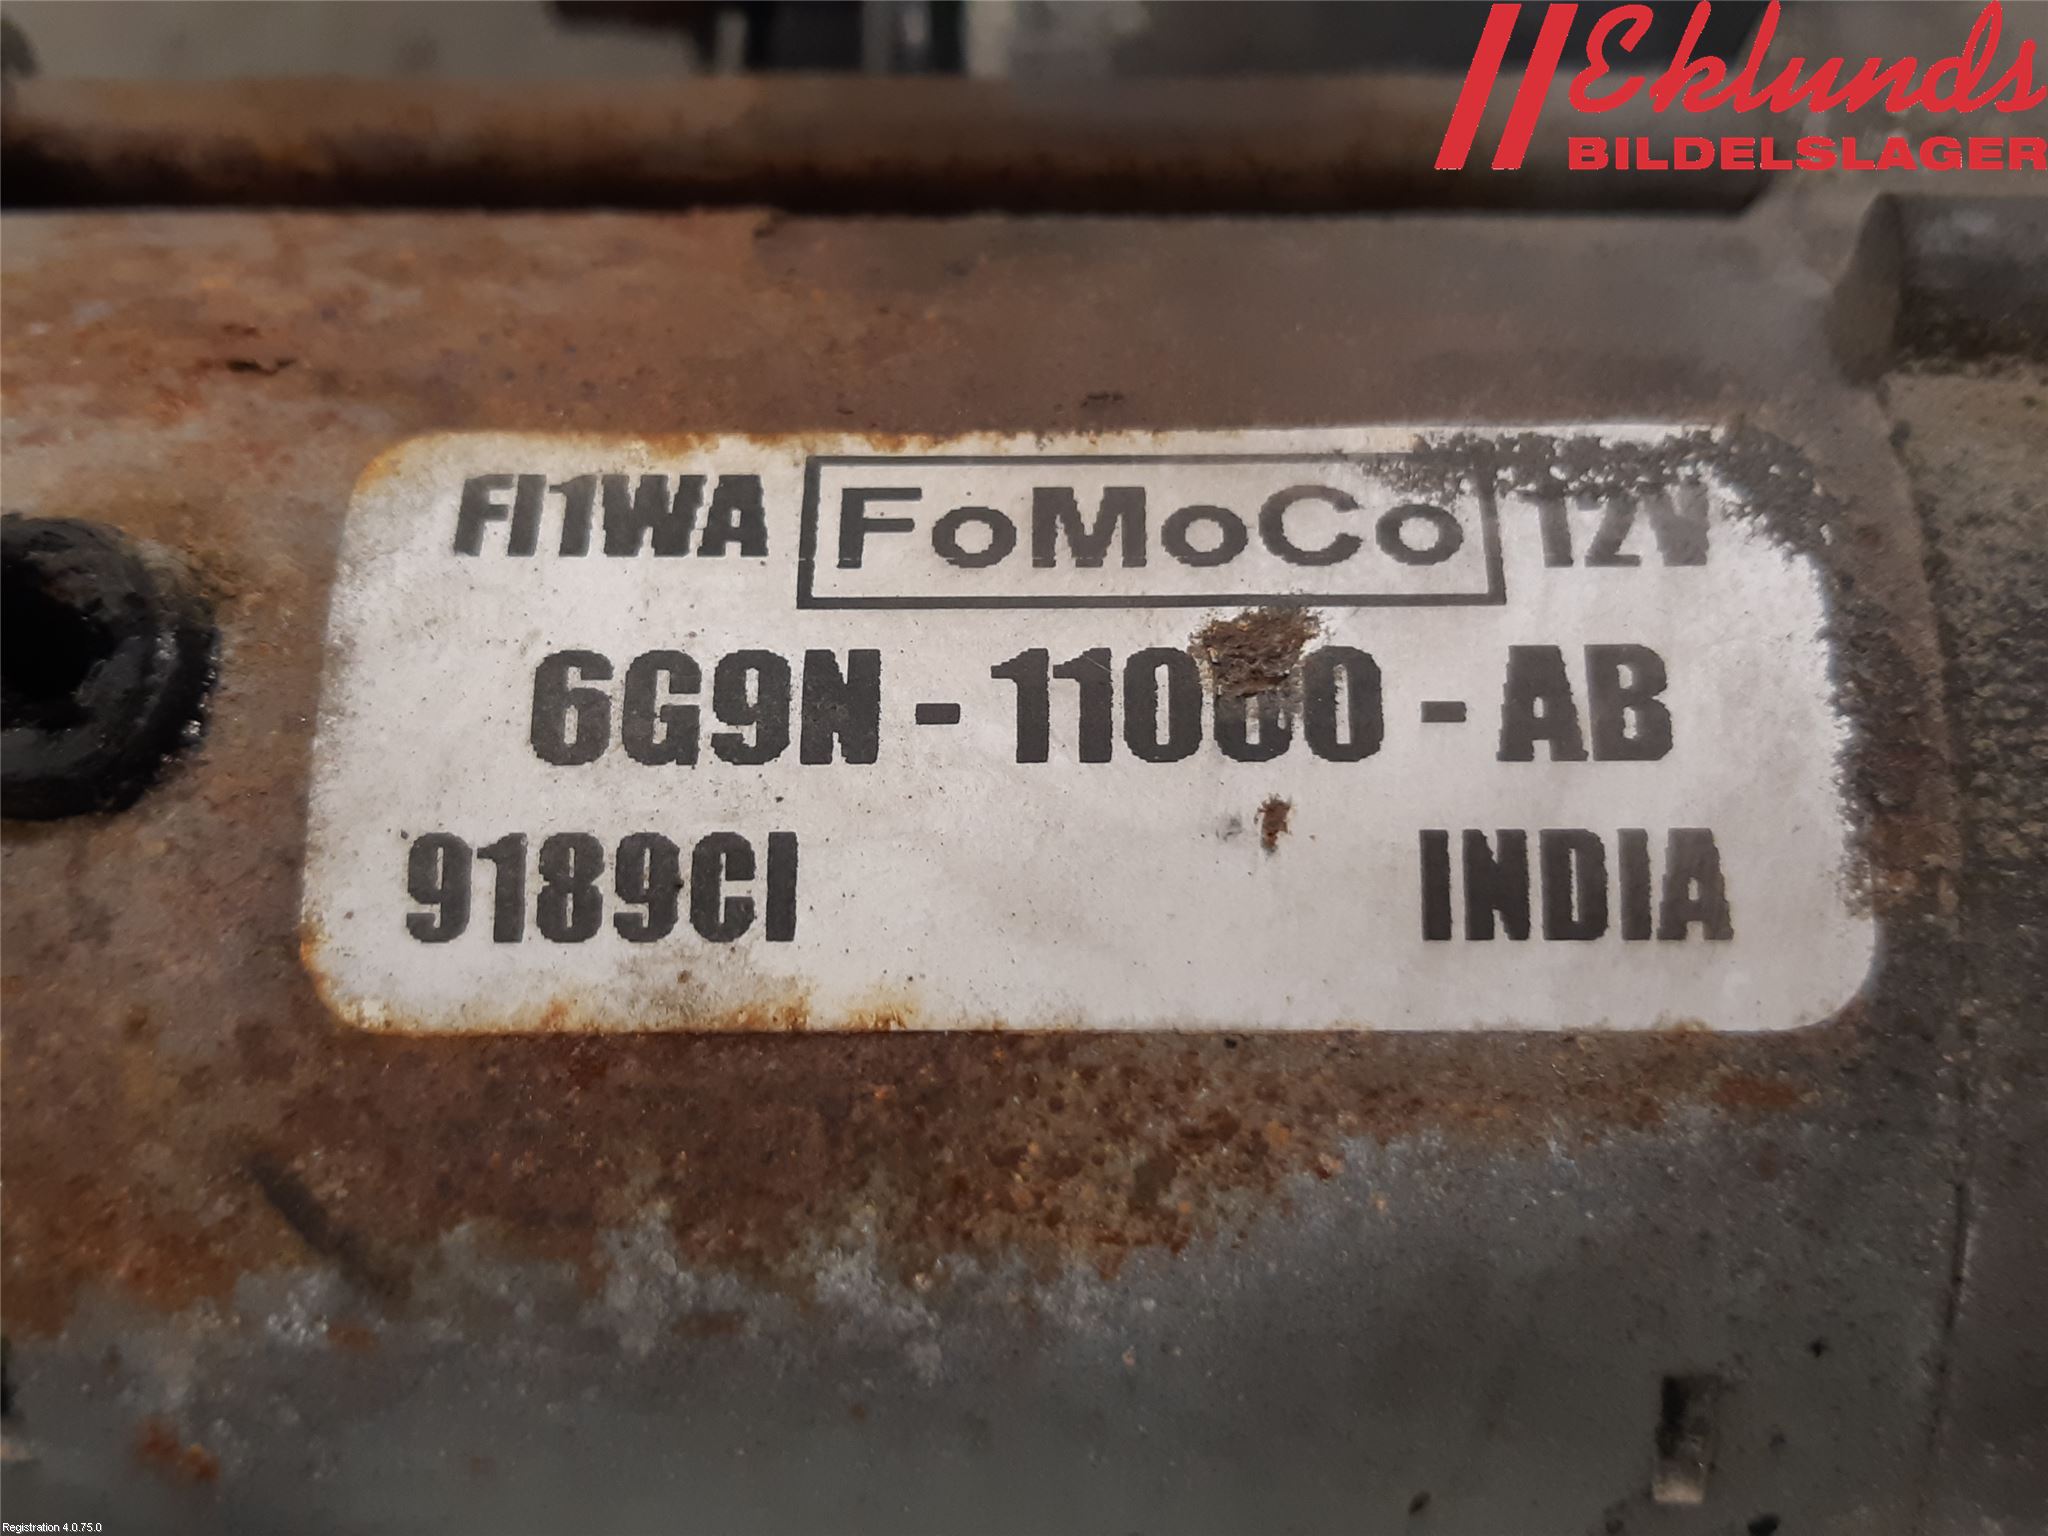 Eklunds
BILDELSLAGER
FI1WA FoMoCo 12V
6G9N - 11000 - AB
9189CI INDIA
Registration 4.0.75.0